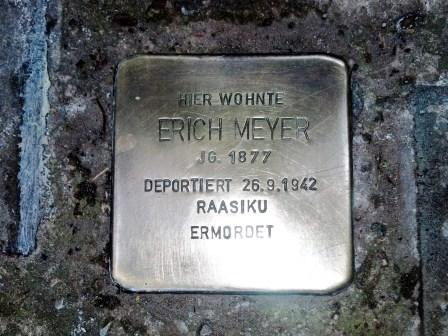 HIER WOHNTE
ERICH MEYER
JG. 1877
DEPORTIERT 26.9.1942
RAASIKU
ERMORDET